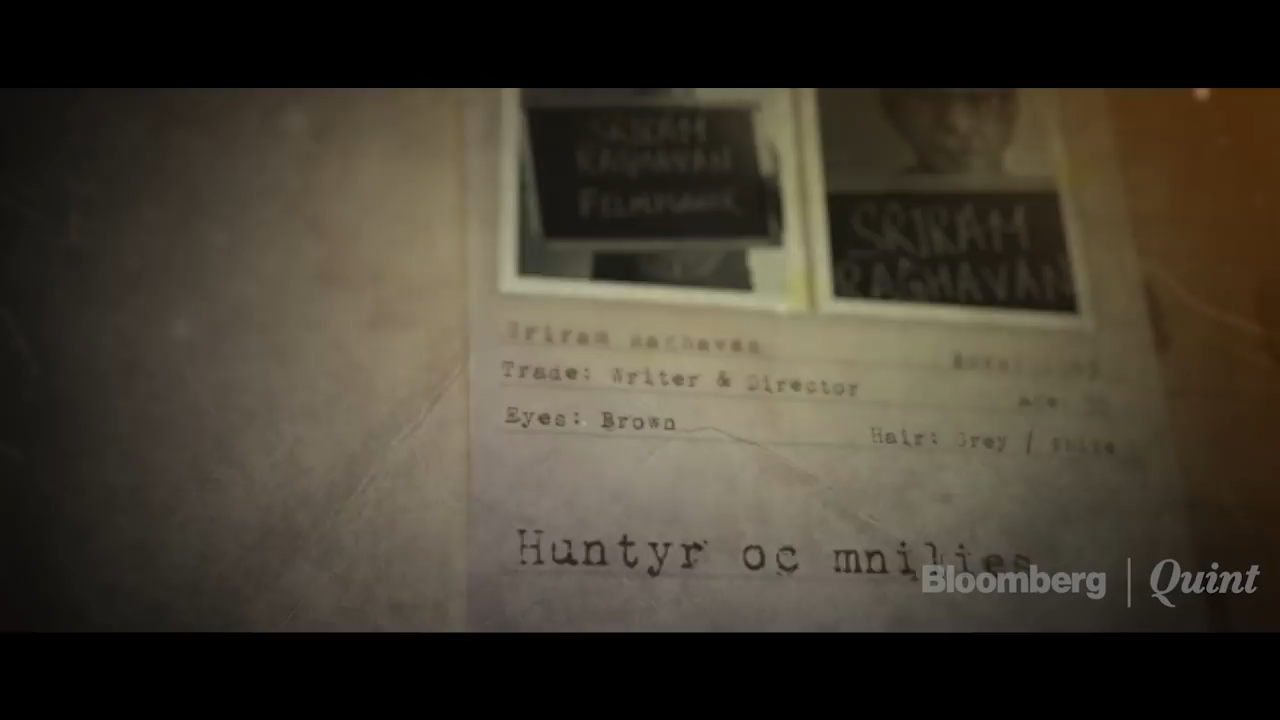 SRIRAM
RAGHAVAN
SRIRAM
RAGHAVAN
Sriram Raghavan
Trade: Writer & Director
Age:
Eyes: Brown
Hair: Grey / White
Huntyr oc mnilies
Bloomberg | Quint